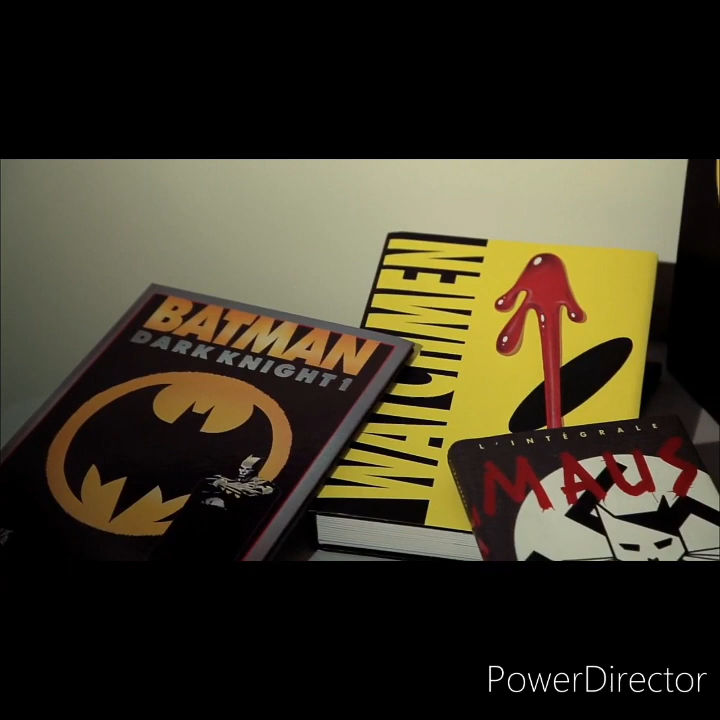 BATMAN
DARK KNIGHT 1
WATCHMEN
L'INTÉGRALE
MAUS
PowerDirector